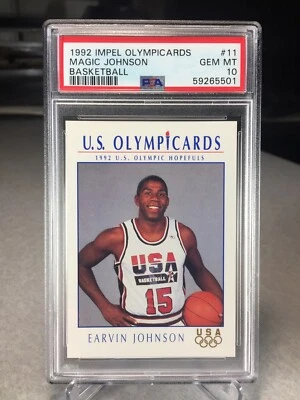 1992 IMPEL OLYMPICARDS #11
MAGIC JOHNSON GEM MT
BASKETBALL PSA 10
59265501
U.S. OLYMPICARDS
1992 U.S. OLYMPIC HOPEFULS
USA
BASKETBALL
15
EARVIN JOHNSON
USA